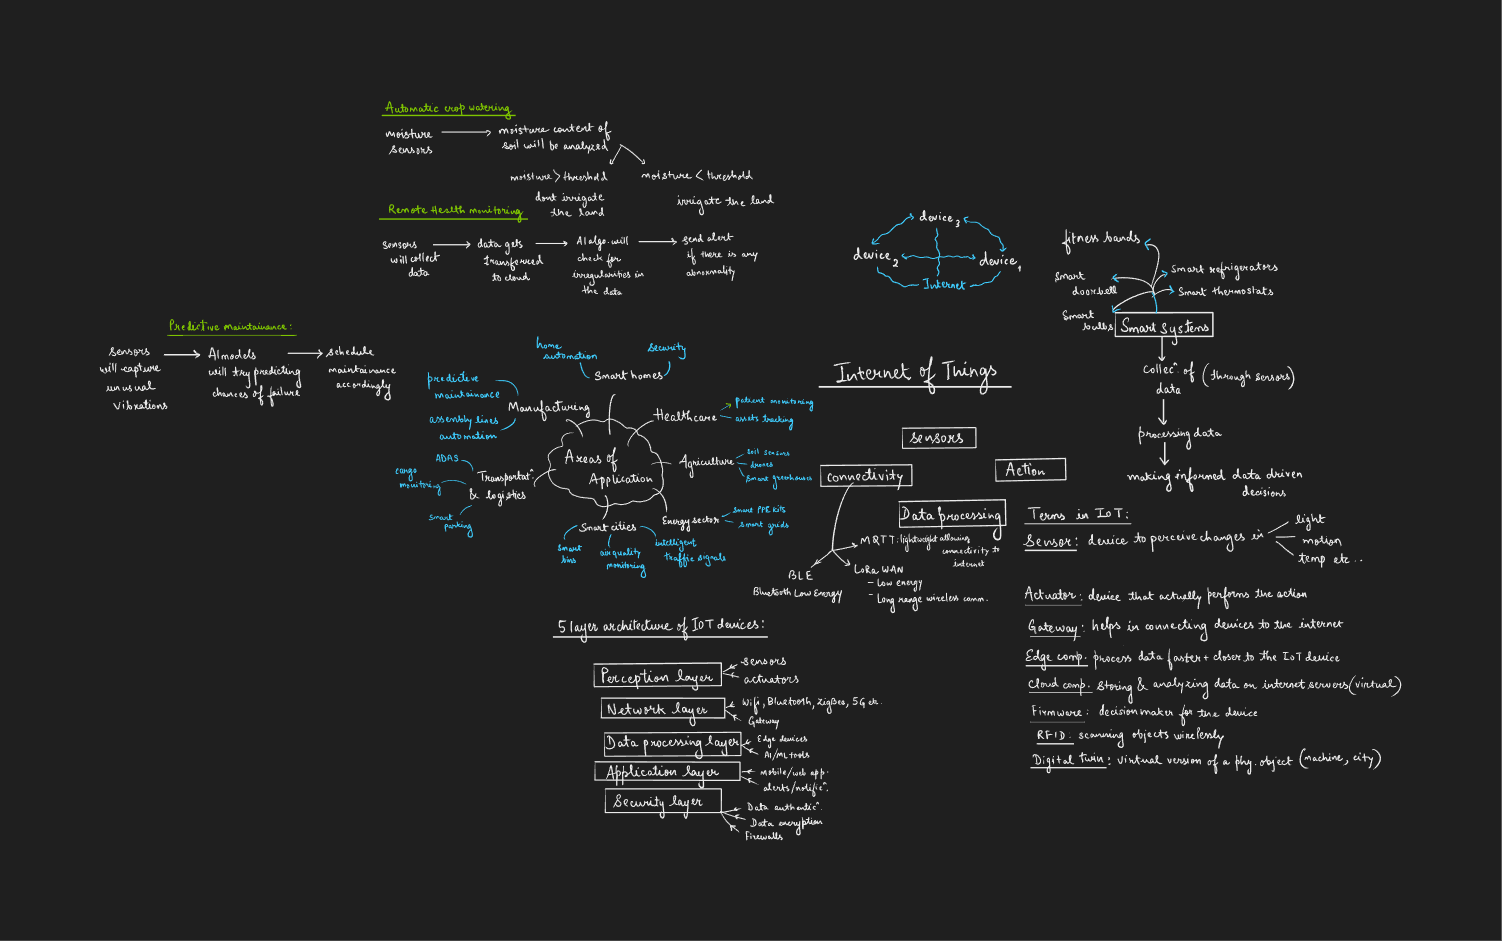 Automatic crop watering
moisture
sensors
moisture content of
soil will be analyzed
moisture > threshold
dont irrigate
the land
moisture < threshold
irrigate the land
Remote Health monitoring
sensors
will collect
data
data gets
transferred
to cloud
AI algo. will
check for
irregularities in
the data
send alert
if there is any
abnormality
Predictive maintainance:
sensors
will capture
unusual
vibrations
AI models
will try predicting
chances of failure
schedule
maintainance
accordingly
device3
device2
device1
Internet
fitness bands
Smart
doorbell
Smart refrigerators
Smart thermostats
Smart
bulbs
Smart Systems
collecⁿ. of
data
(through sensors)
processing data
making informed data driven
decisions
Internet of Things
sensors
connectivity
Action
Data processing
MQTT: lightweight allowing
connectivity to
internet
LoRa WAN
- Low energy
- Long range wireless comm.
BLE
Bluetooth Low Energy
Areas of
Application
Smart homes
home
automation
security
Manufacturing
predictive
maintainance
assembly lines
automation
Healthcare
patient monitoring
assets tracking
Agriculture
soil sensors
drones
smart greenhouses
Transportatⁿ.
& logistics
ADAS
cargo
monitoring
smart
parking
Smart cities
smart
bins
air quality
monitoring
intelligent
traffic signals
Energy sector
smart PPE kits
smart grids
Terms in IOT:
Sensor: device to perceive changes in
light
motion
temp etc..
Actuator: device that actually performs the action
Gateway: helps in connecting devices to the internet
Edge comp. process data faster + closer to the IOT device
Cloud comp. storing & analyzing data on internet servers (virtual)
Firmware: decision maker for the device
RFID: scanning objects wirelessly
Digital twin: virtual version of a phy. object (machine, city)
5 layer architecture of IOT devices:
Perception layer
sensors
actuators
Network layer
Wifi, Bluetooth, ZigBee, 5G etc.
Gateway
Data processing layer
Edge devices
AI/ML tools
Application layer
mobile/web app.
alerts/notificⁿ.
Security layer
Data authenticⁿ.
Data encryption
Firewalls